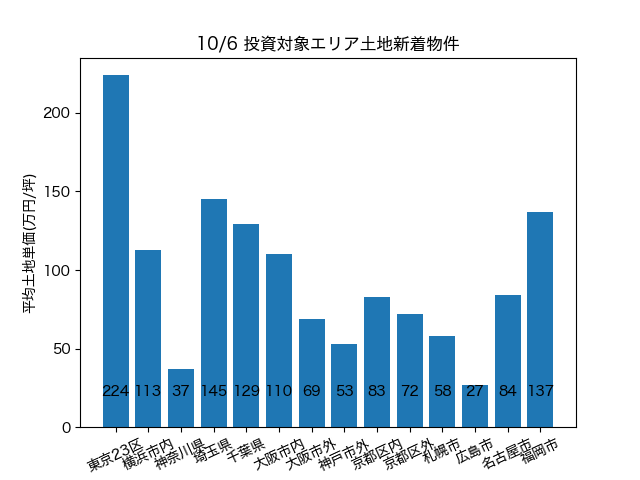 10/6 投資対象エリア土地新着物件
平均土地単価(万円/坪)
200
150
100
50
0
224 113 37 145 129 110 69 53 83 72 58 27 84 137
東京23区 横浜市内 神奈川県 埼玉県 千葉県 大阪市内 大阪市外 神戸市外 京都区内 京都区外 札幌市 広島市 名古屋市 福岡市